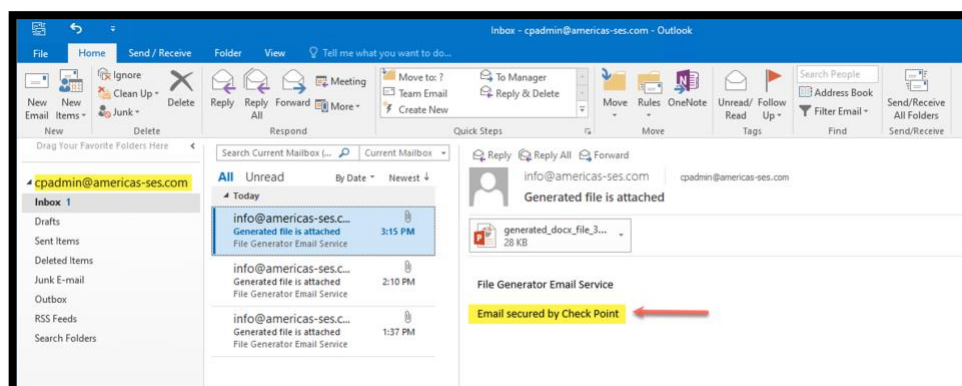 Inbox - cpadmin@americas-ses.com - Outlook
File Home Send / Receive Folder View Tell me what you want to do...
New Email
New Items
Ignore
Clean Up
Junk
Delete
Reply
Reply All
Forward
Meeting
More
Move to: ?
Team Email
Create New
To Manager
Reply & Delete
Move
Rules
OneNote
Unread/ Read
Follow Up
Search People
Address Book
Filter Email
Send/Receive All Folders
New Delete Respond Quick Steps Move Tags Find Send/Receive
Drag Your Favorite Folders Here
cpadmin@americas-ses.com
Inbox 1
Drafts
Sent Items
Deleted Items
Junk E-mail
Outbox
RSS Feeds
Search Folders
Search Current Mailbox (... Current Mailbox
All Unread By Date Newest ↓
Today
info@americas-ses.c...
Generated file is attached 3:15 PM
File Generator Email Service
info@americas-ses.c...
Generated file is attached 2:10 PM
File Generator Email Service
info@americas-ses.c...
Generated file is attached 1:37 PM
File Generator Email Service
Reply Reply All Forward
info@americas-ses.com cpadmin@americas-ses.com
Generated file is attached
generated_docx_file_3...
28 KB
File Generator Email Service
Email secured by Check Point